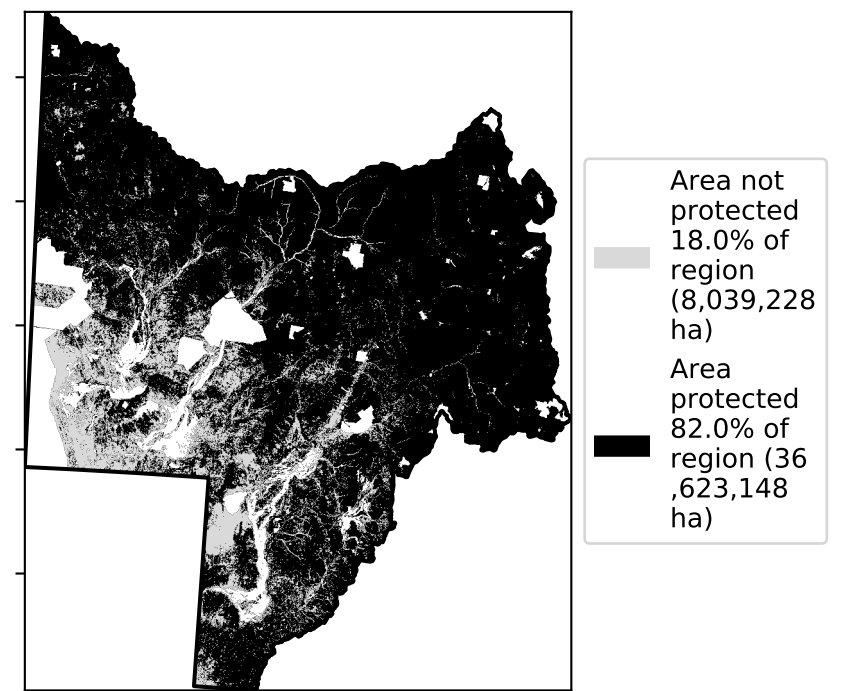 Area not
protected
18.0% of
region
(8,039,228
ha)
Area
protected
82.0% of
region (36
,623,148
ha)